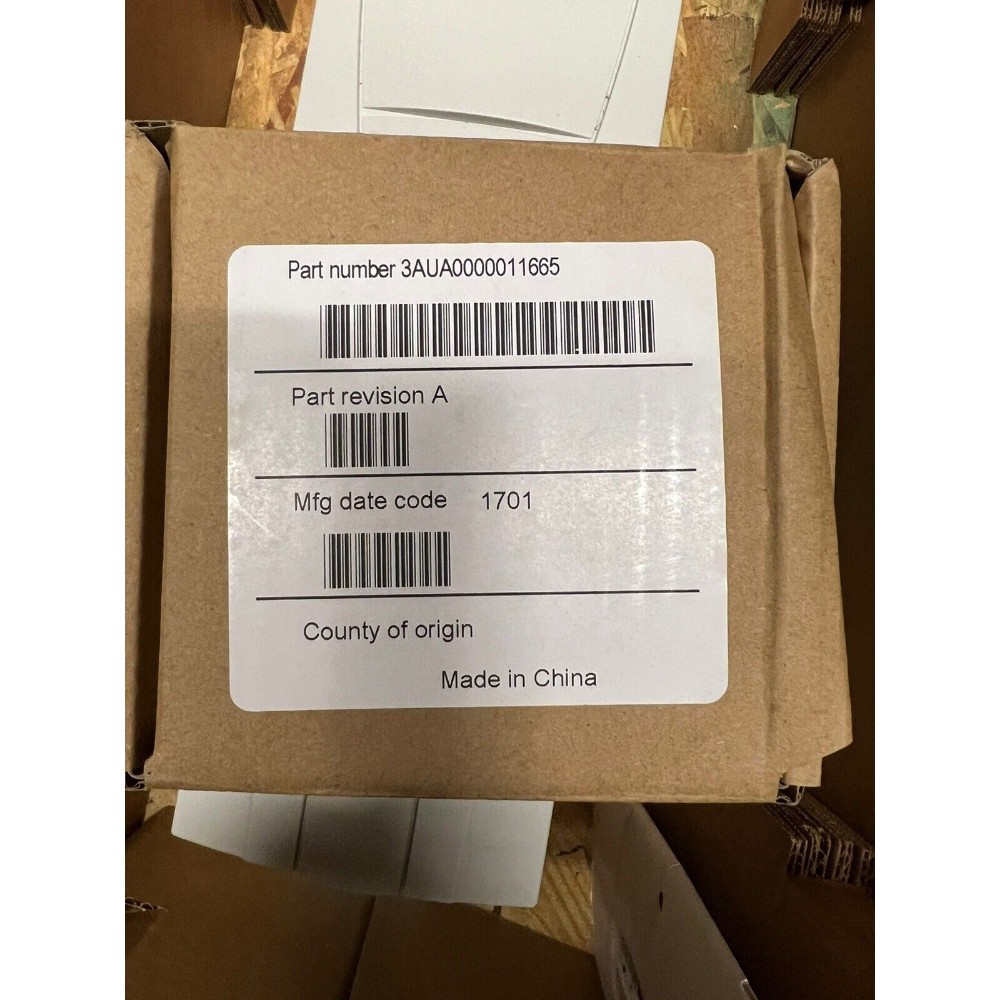 Part number 3AUA0000011665
Part revision A
Mfg date code 1701
County of origin
Made in China